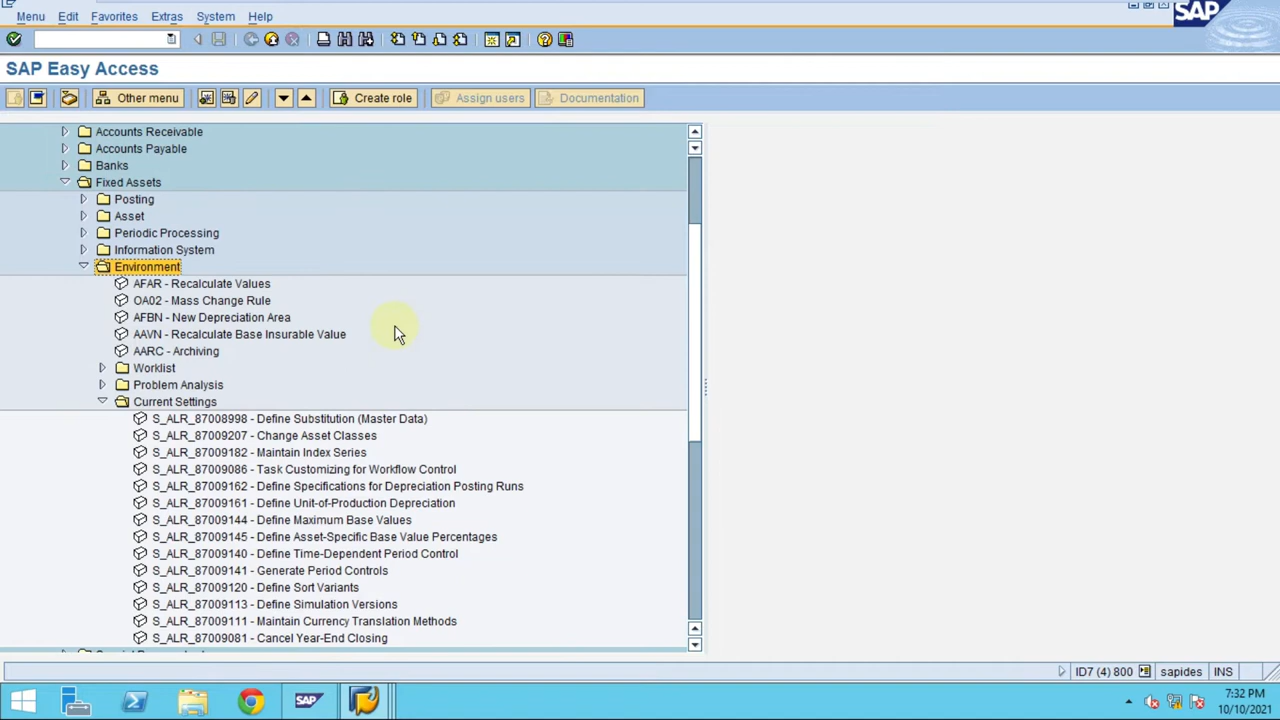 Menu Edit Favorites Extras System Help
SAP
SAP Easy Access
Other menu Create role Assign users Documentation
Accounts Receivable
Accounts Payable
Banks
Fixed Assets
Posting
Asset
Periodic Processing
Information System
Environment
AFAR - Recalculate Values
OA02 - Mass Change Rule
AFBN - New Depreciation Area
AAVN - Recalculate Base Insurable Value
AARC - Archiving
Worklist
Problem Analysis
Current Settings
S_ALR_87008998 - Define Substitution (Master Data)
S_ALR_87009207 - Change Asset Classes
S_ALR_87009182 - Maintain Index Series
S_ALR_87009086 - Task Customizing for Workflow Control
S_ALR_87009162 - Define Specifications for Depreciation Posting Runs
S_ALR_87009161 - Define Unit-of-Production Depreciation
S_ALR_87009144 - Define Maximum Base Values
S_ALR_87009145 - Define Asset-Specific Base Value Percentages
S_ALR_87009140 - Define Time-Dependent Period Control
S_ALR_87009141 - Generate Period Controls
S_ALR_87009120 - Define Sort Variants
S_ALR_87009113 - Define Simulation Versions
S_ALR_87009111 - Maintain Currency Translation Methods
S_ALR_87009081 - Cancel Year-End Closing
ID7 (4) 800 sapides INS
SAP
7:32 PM
10/10/2021